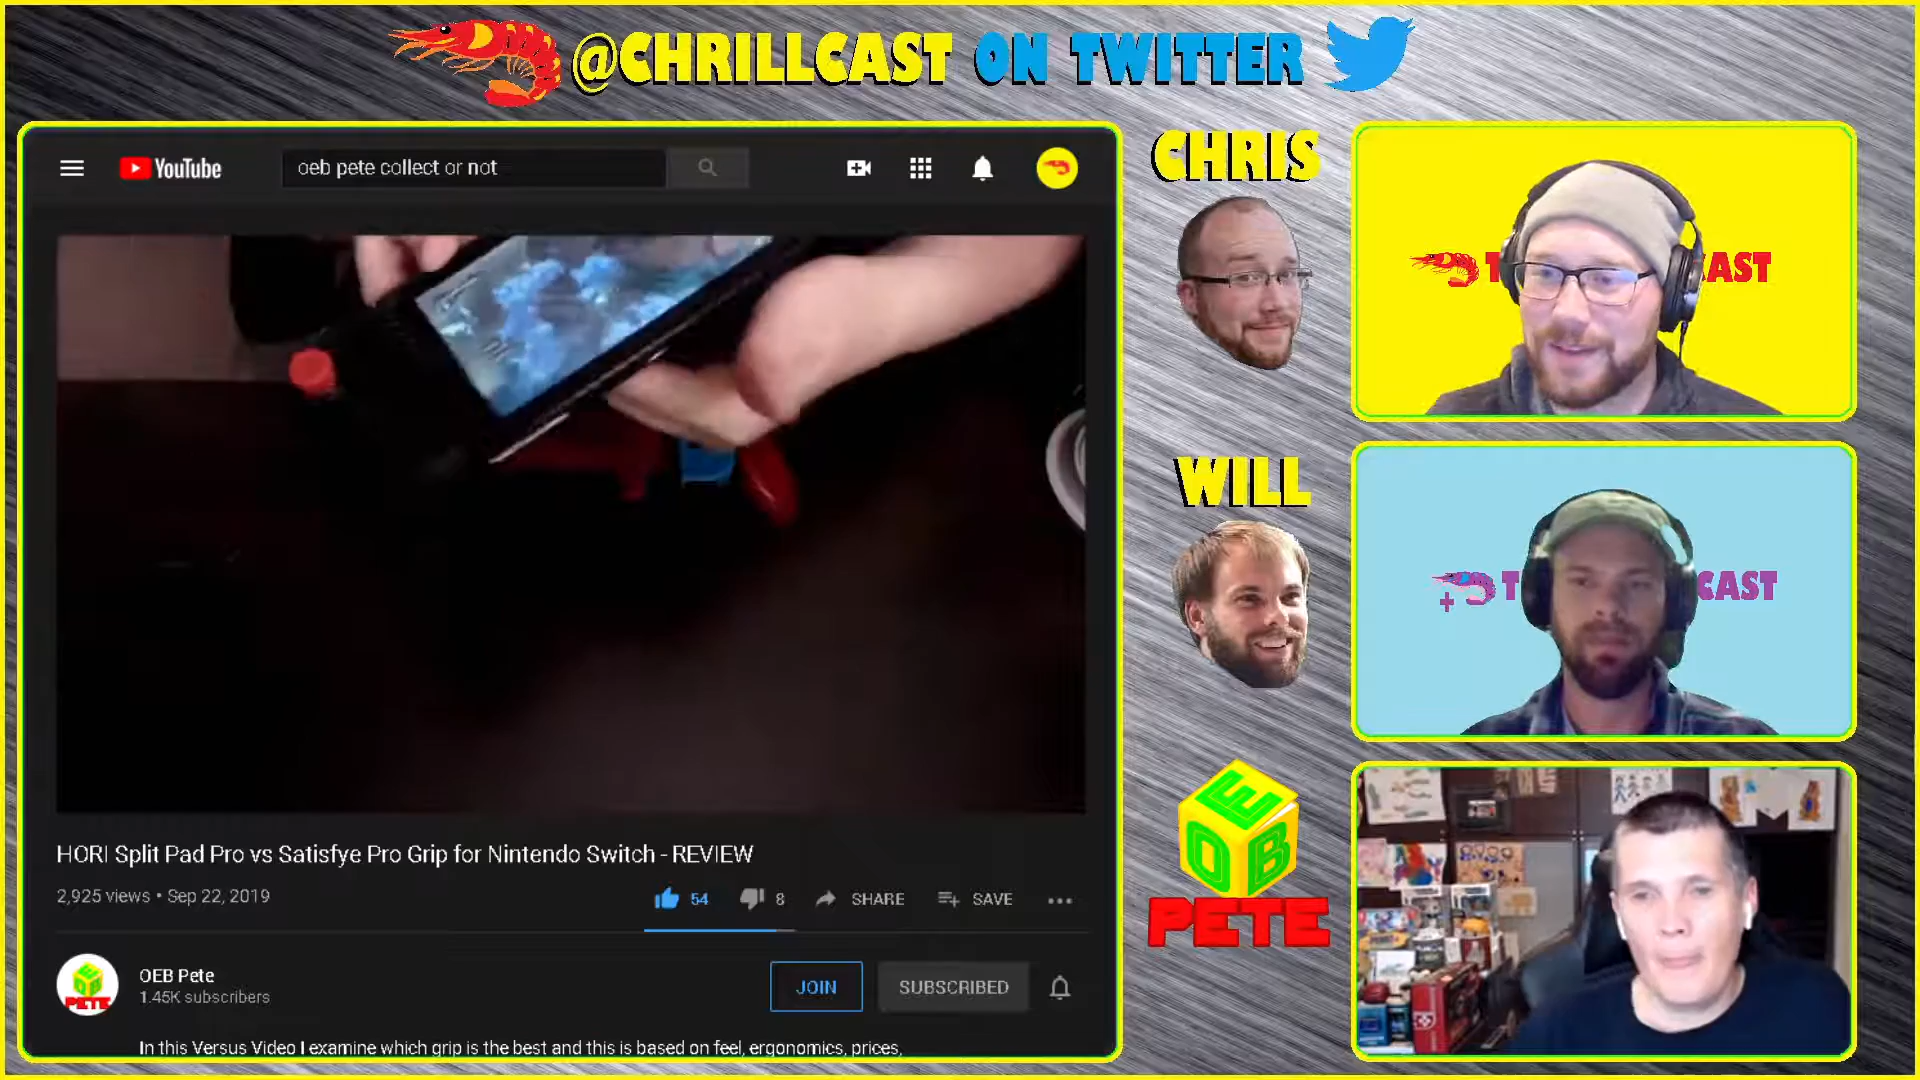 @CHRILLCAST ON TWITTER
YouTube
oeb pete collect or not
HORI Split Pad Pro vs Satisfye Pro Grip for Nintendo Switch - REVIEW
2,925 views • Sep 22, 2019
54
8
SHARE
SAVE
OEB Pete
1.45K subscribers
JOIN
SUBSCRIBED
In this Versus Video I examine which grip is the best and this is based on feel, ergonomics, prices,
CHRIS
WILL
OEB
PETE
T
CAST
T
CAST